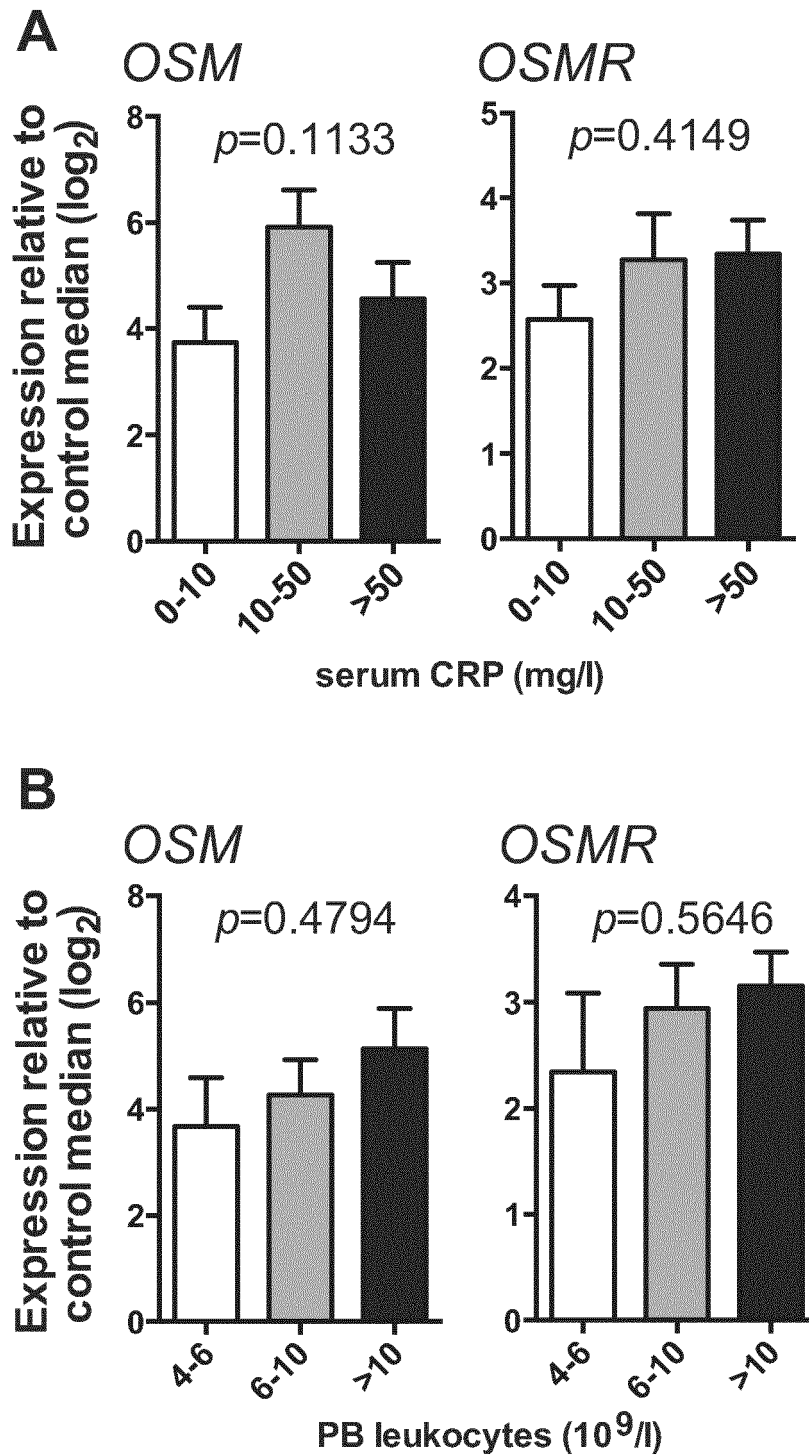 A
OSM
OSMR
Expression relative to
control median (log2)
8
6
4
2
0
p=0.1133
0-10
10-50
>50
5
4
3
2
1
0
p=0.4149
0-10
10-50
>50
serum CRP (mg/l)
B
OSM
OSMR
Expression relative to
control median (log2)
8
6
4
2
0
p=0.4794
4-6
6-10
>10
4
3
2
1
0
p=0.5646
4-6
6-10
>10
PB leukocytes (10⁹/l)